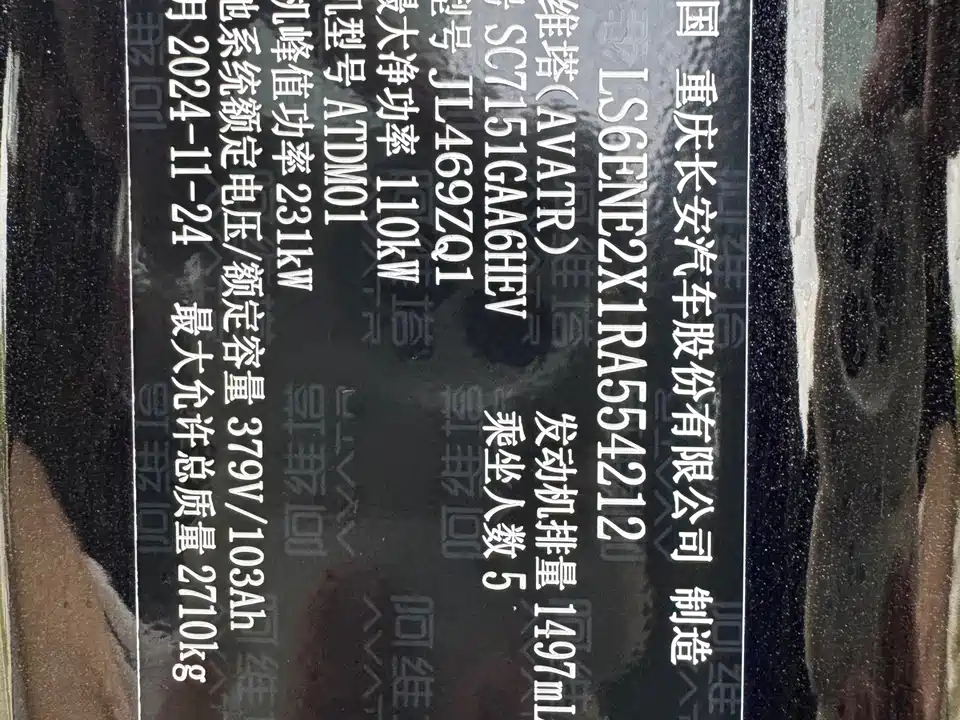 国 重庆长安汽车股份有限公司 制造
LS6ENE2X1RA554212
维塔(AVATR) 发动机排量 1497mL
SC7151GAA6HEV 乘坐人数 5
型号 JL469ZQ1
最大净功率 110kW
机型号 ATDM01
机峰值功率 231kW
池系统额定电压/额定容量 379V/103Ah
月 2024-11-24 最大允许总质量 2710kg